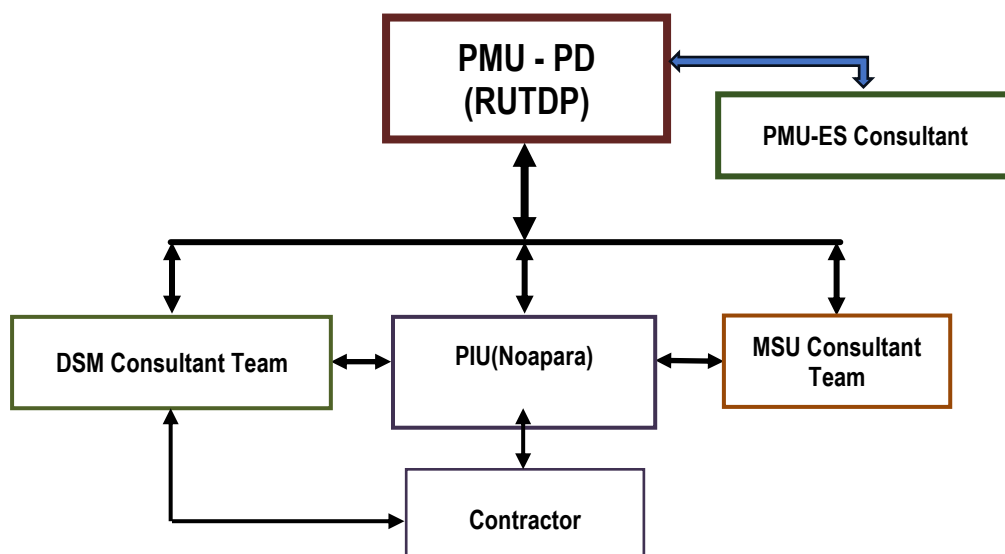 PMU - PD
(RUTDP)
PMU-ES Consultant
DSM Consultant Team
PIU(Noapara)
MSU Consultant
Team
Contractor